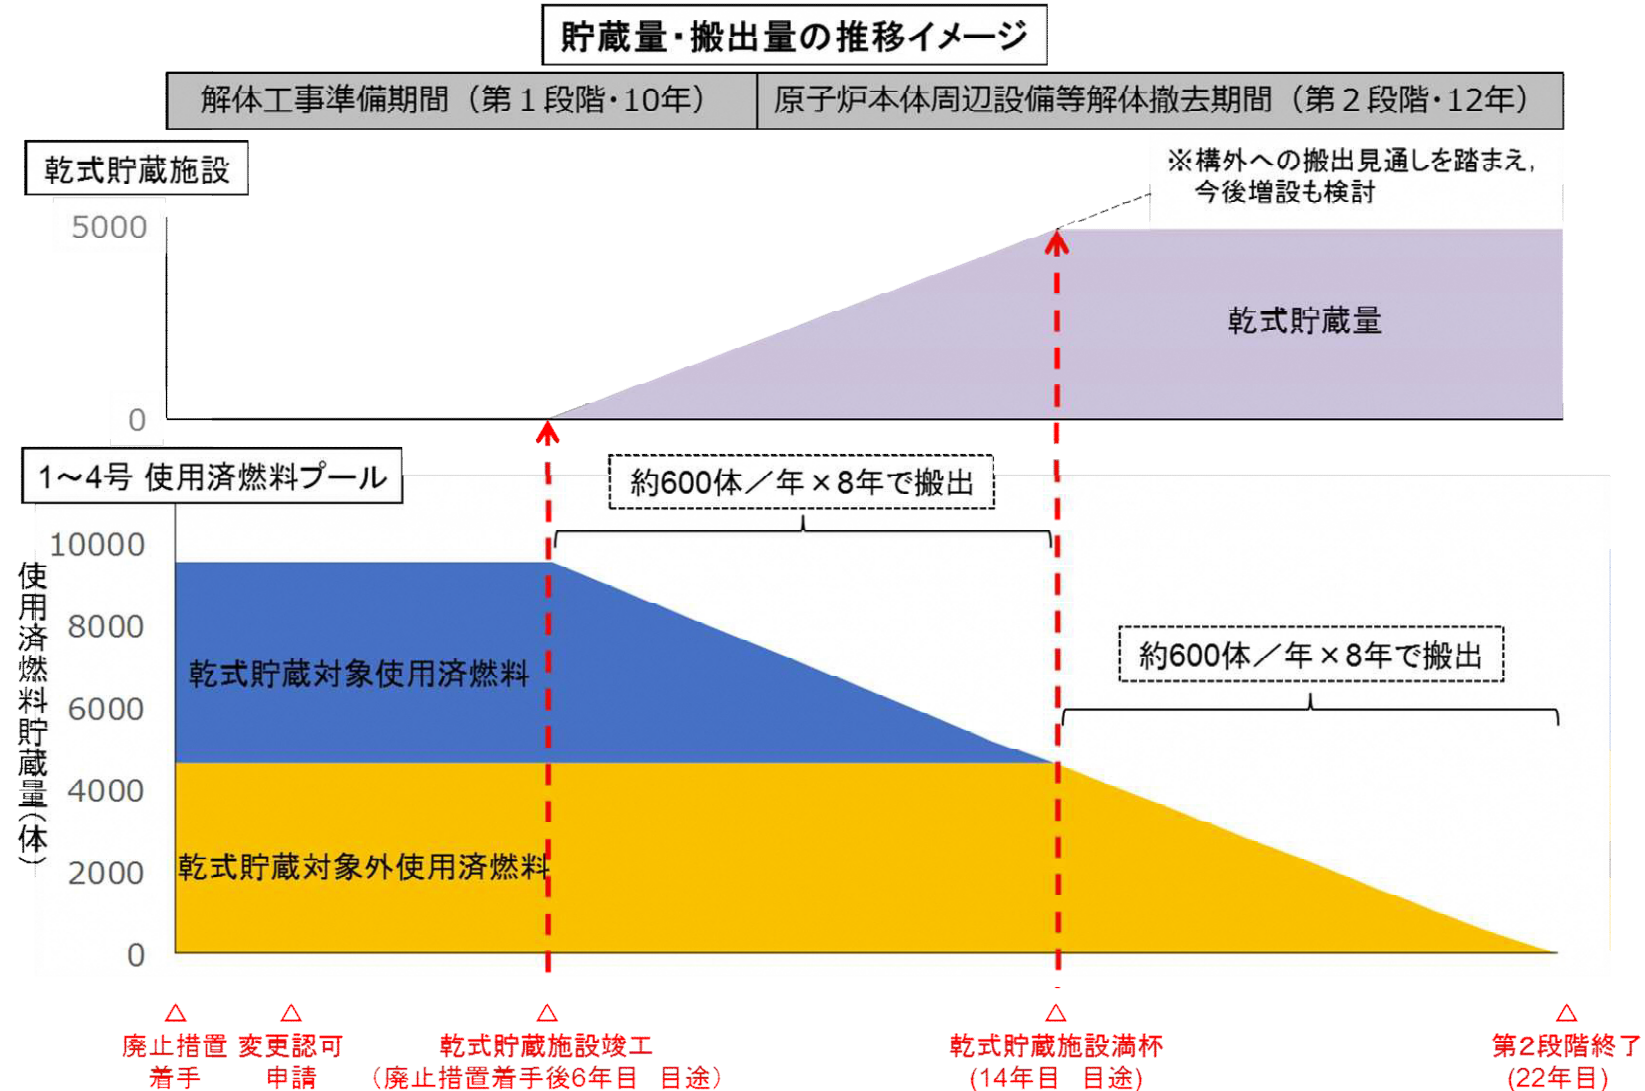 貯蔵量・搬出量の推移イメージ
解体工事準備期間（第１段階・10年）
原子炉本体周辺設備等解体撤去期間（第２段階・12年）
乾式貯蔵施設
※構外への搬出見通しを踏まえ,
今後増設も検討
5000
乾式貯蔵量
0
1～4号 使用済燃料プール
約600体／年×8年で搬出
使用済燃料貯蔵量(体)
10000
8000
6000
4000
2000
0
約600体／年×8年で搬出
乾式貯蔵対象使用済燃料
乾式貯蔵対象外使用済燃料
△
廃止措置
着手
△
変更認可
申請
△
乾式貯蔵施設竣工
（廃止措置着手後6年目 目途）
△
乾式貯蔵施設満杯
(14年目 目途)
△
第2段階終了
(22年目)